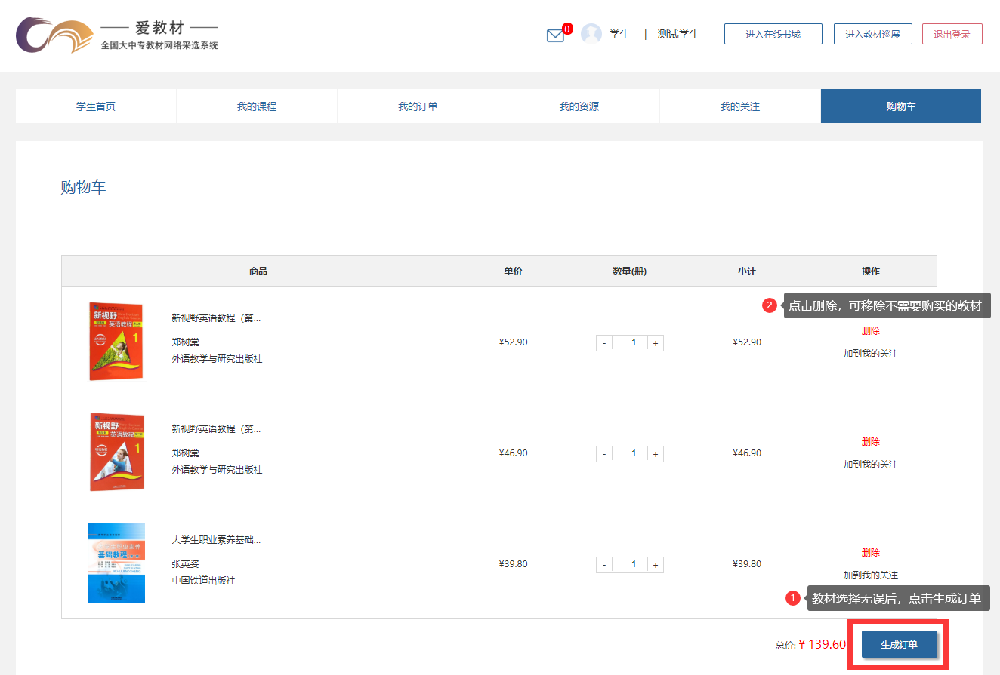 爱教材
全国大中专教材网络采选系统
0
学生 | 测试学生
进入在线书城
进入教材巡展
退出登录
学生首页
我的课程
我的订单
我的资源
我的关注
购物车
购物车
商品 单价 数量(册) 小计 操作
2 点击删除，可移除不需要购买的教材
新视野
英语教程
1
新视野英语教程（第...
郑树棠
外语教学与研究出版社
¥52.90
- 1 +
¥52.90
删除
加到我的关注
新视野
英语教程
1
新视野英语教程（第...
郑树棠
外语教学与研究出版社
¥46.90
- 1 +
¥46.90
删除
加到我的关注
基础教程
大学生职业素养基础...
张英姿
中国铁道出版社
¥39.80
- 1 +
¥39.80
删除
加到我的关注
1 教材选择无误后，点击生成订单
总价: ¥ 139.60
生成订单